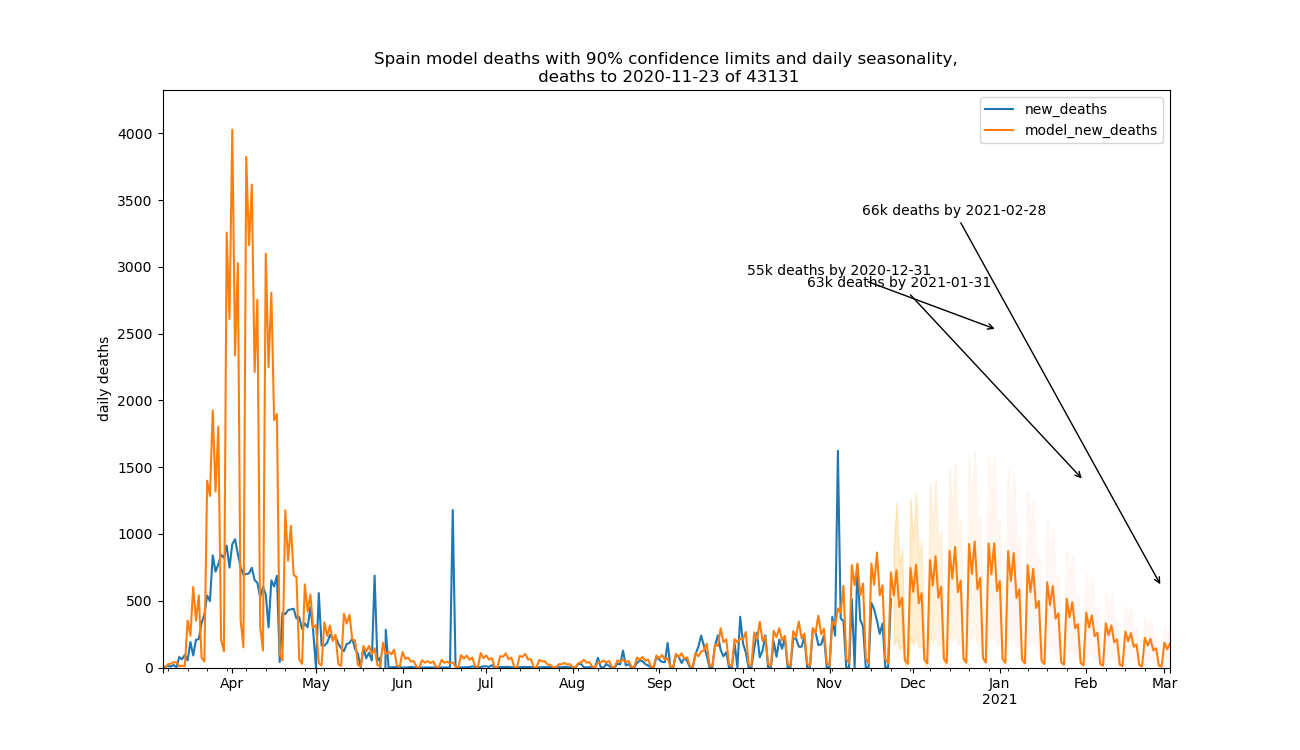 Spain model deaths with 90% confidence limits and daily seasonality,
deaths to 2020-11-23 of 43131
new_deaths
model_new_deaths
66k deaths by 2021-02-28
55k deaths by 2020-12-31
63k deaths by 2021-01-31
daily deaths
4000
3500
3000
2500
2000
1500
1000
500
0
Apr May Jun Jul Aug Sep Oct Nov Dec Jan Feb Mar
2021